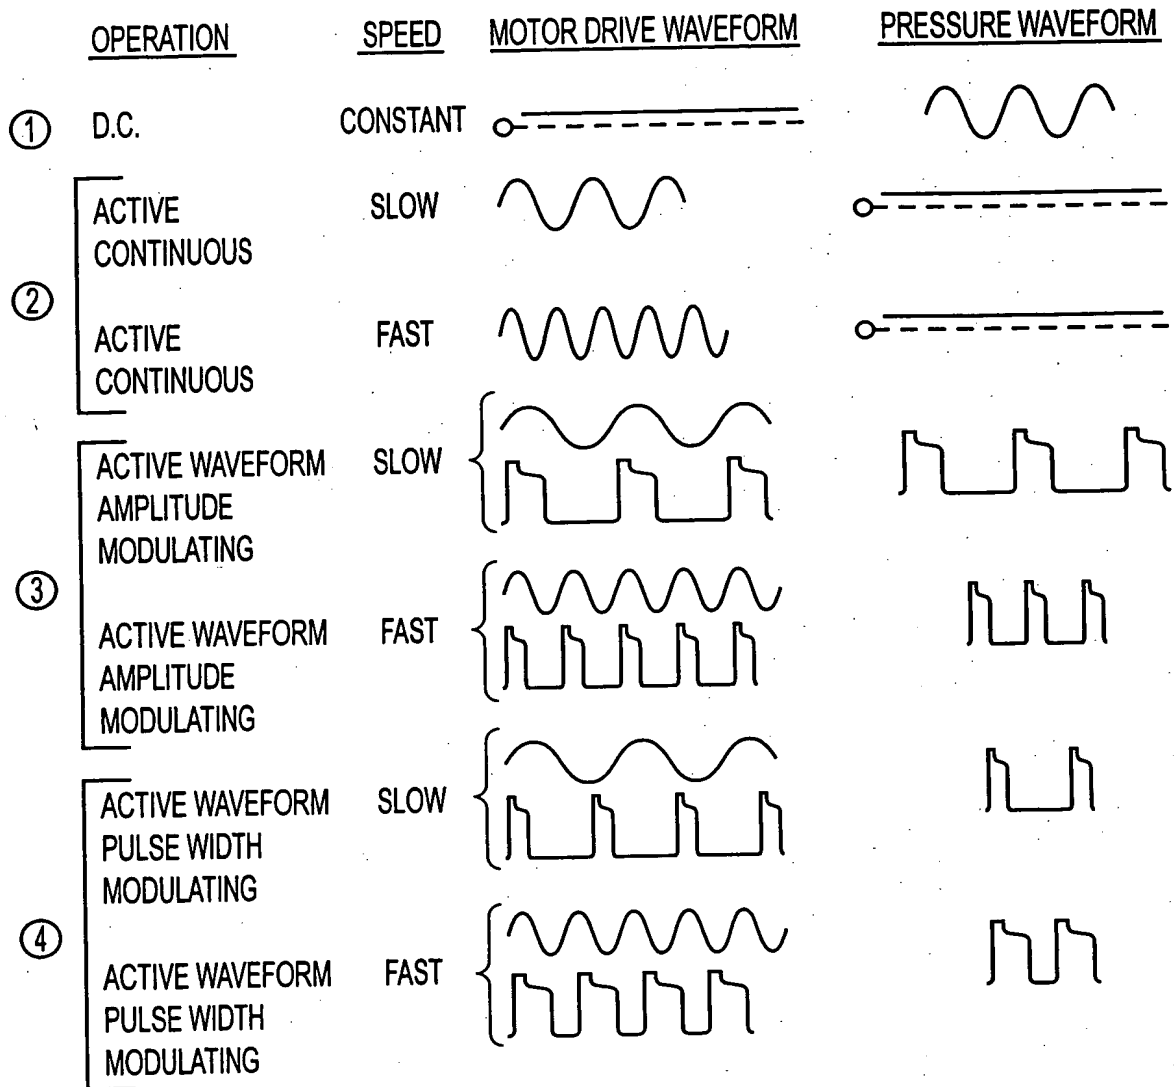 OPERATION SPEED MOTOR DRIVE WAVEFORM PRESSURE WAVEFORM
1 D.C. CONSTANT
2
ACTIVE SLOW
CONTINUOUS
ACTIVE FAST
CONTINUOUS
3
ACTIVE WAVEFORM SLOW
AMPLITUDE
MODULATING
ACTIVE WAVEFORM FAST
AMPLITUDE
MODULATING
4
ACTIVE WAVEFORM SLOW
PULSE WIDTH
MODULATING
ACTIVE WAVEFORM FAST
PULSE WIDTH
MODULATING